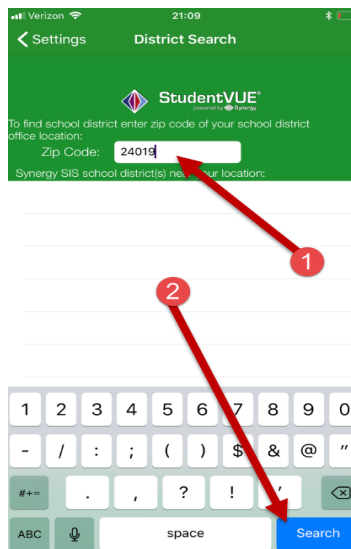 Verizon 21:09
Settings District Search
StudentVUE®
powered by Synergy
To find school district enter zip code of your school district
office location:
Zip Code: 24019
Synergy SIS school district(s) near your location:
1
2
1 2 3 4 5 6 7 8 9 0
- / : ; ( ) $ & @ "
#+= . , ? ! '
ABC space Search